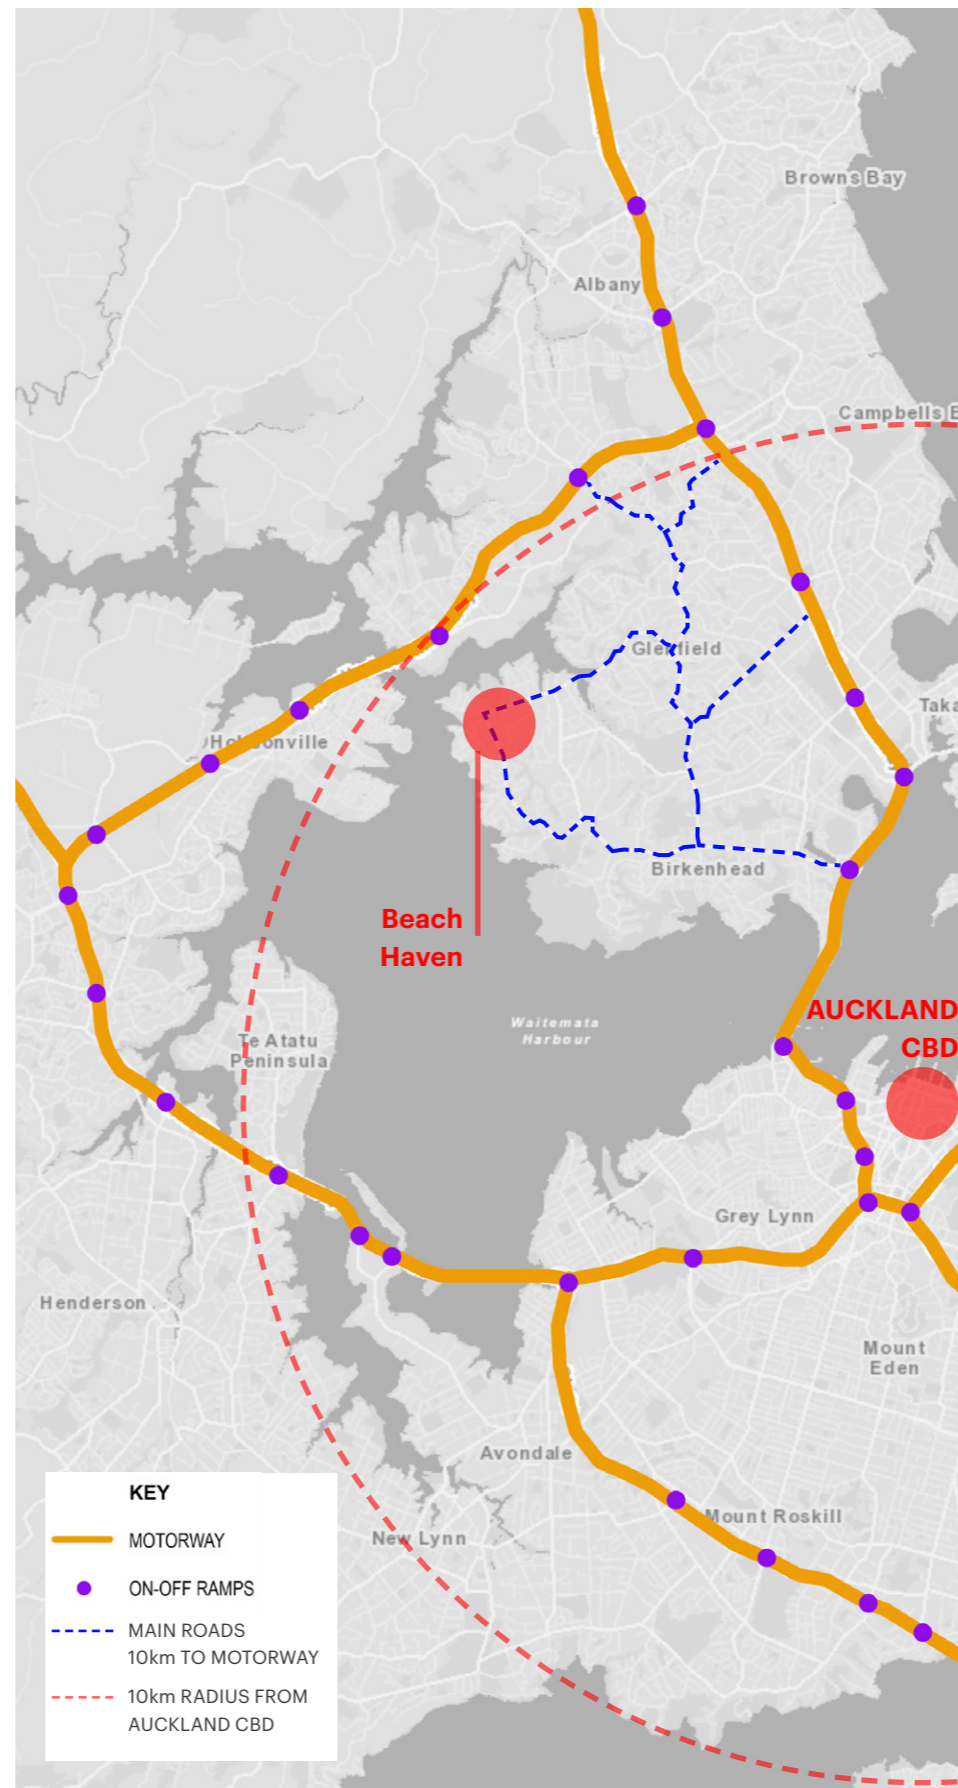 Browns Bay
Albany
Campbells B
Glenfield
Taka
Hobsonville
Birkenhead
Beach
Haven
Waitemata
Harbour
AUCKLAND
CBD
Te Atatu
Peninsula
Grey Lynn
Henderson
Mount
Eden
Avondale
Mount Roskill
New Lynn
KEY
MOTORWAY
ON-OFF RAMPS
MAIN ROADS
10km TO MOTORWAY
10km RADIUS FROM
AUCKLAND CBD